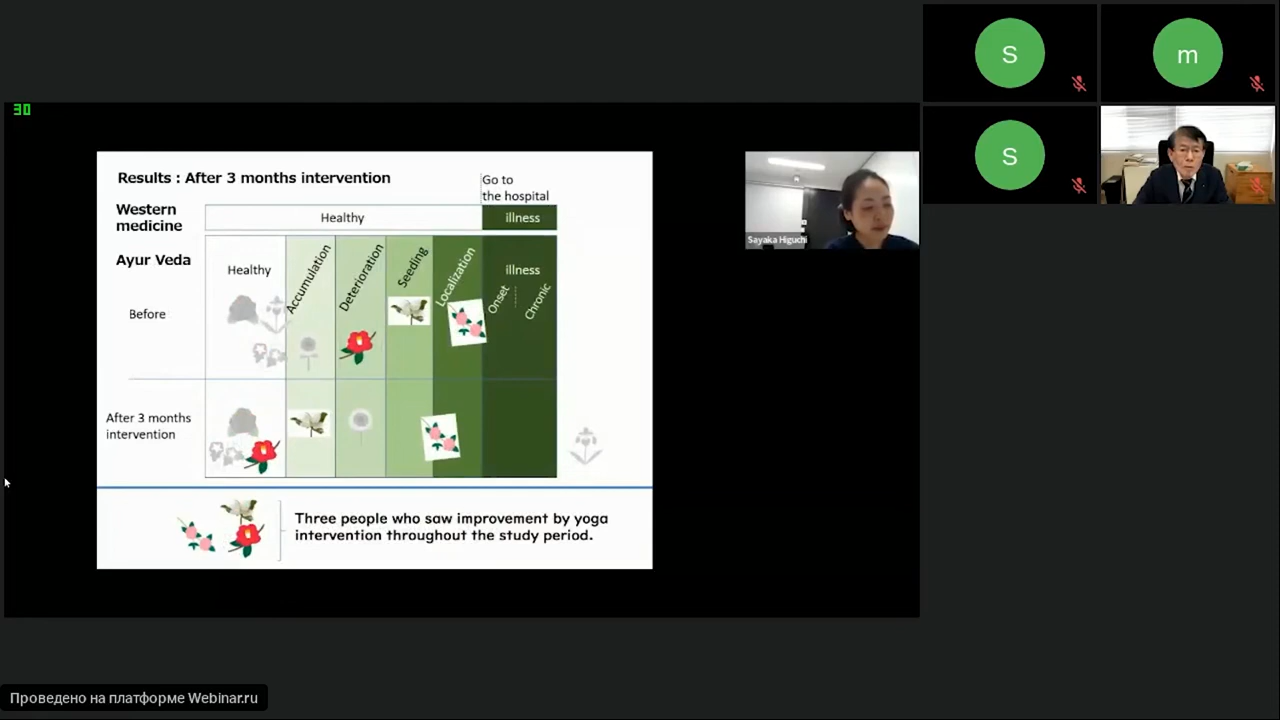 30
Results : After 3 months intervention
Go to
the hospital
Western
medicine
Healthy
illness
Ayur Veda
Healthy
Accumulation
Deterioration
Seeding
Localization
illness
Onset
Chronic
Before
After 3 months
intervention
Three people who saw improvement by yoga
intervention throughout the study period.
Sayaka Higuchi
S
m
S
Проведено на платформе Webinar.ru